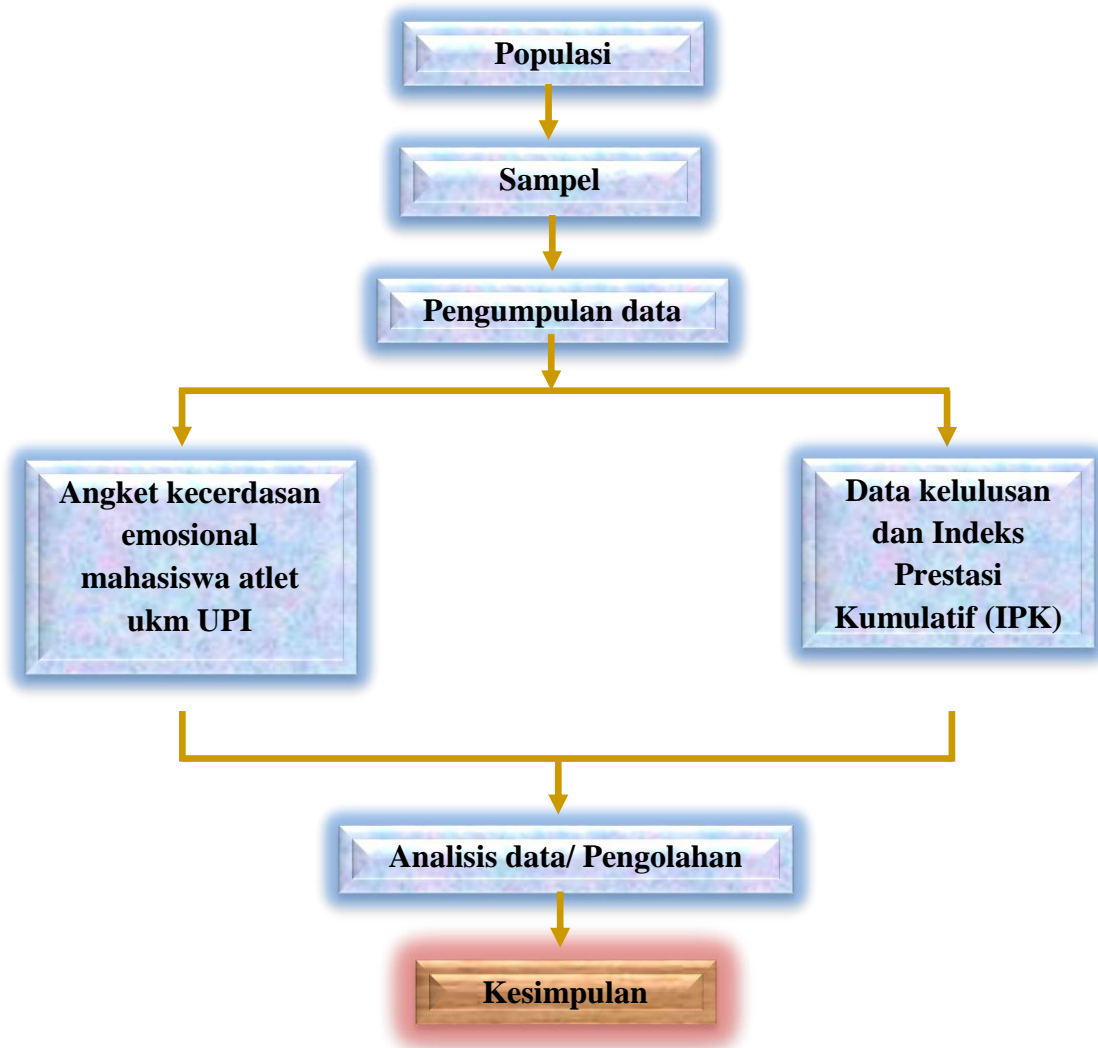 Populasi
Sampel
Pengumpulan data
Angket kecerdasan
emosional
mahasiswa atlet
ukm UPI
Data kelulusan
dan Indeks
Prestasi
Kumulatif (IPK)
Analisis data/ Pengolahan
Kesimpulan